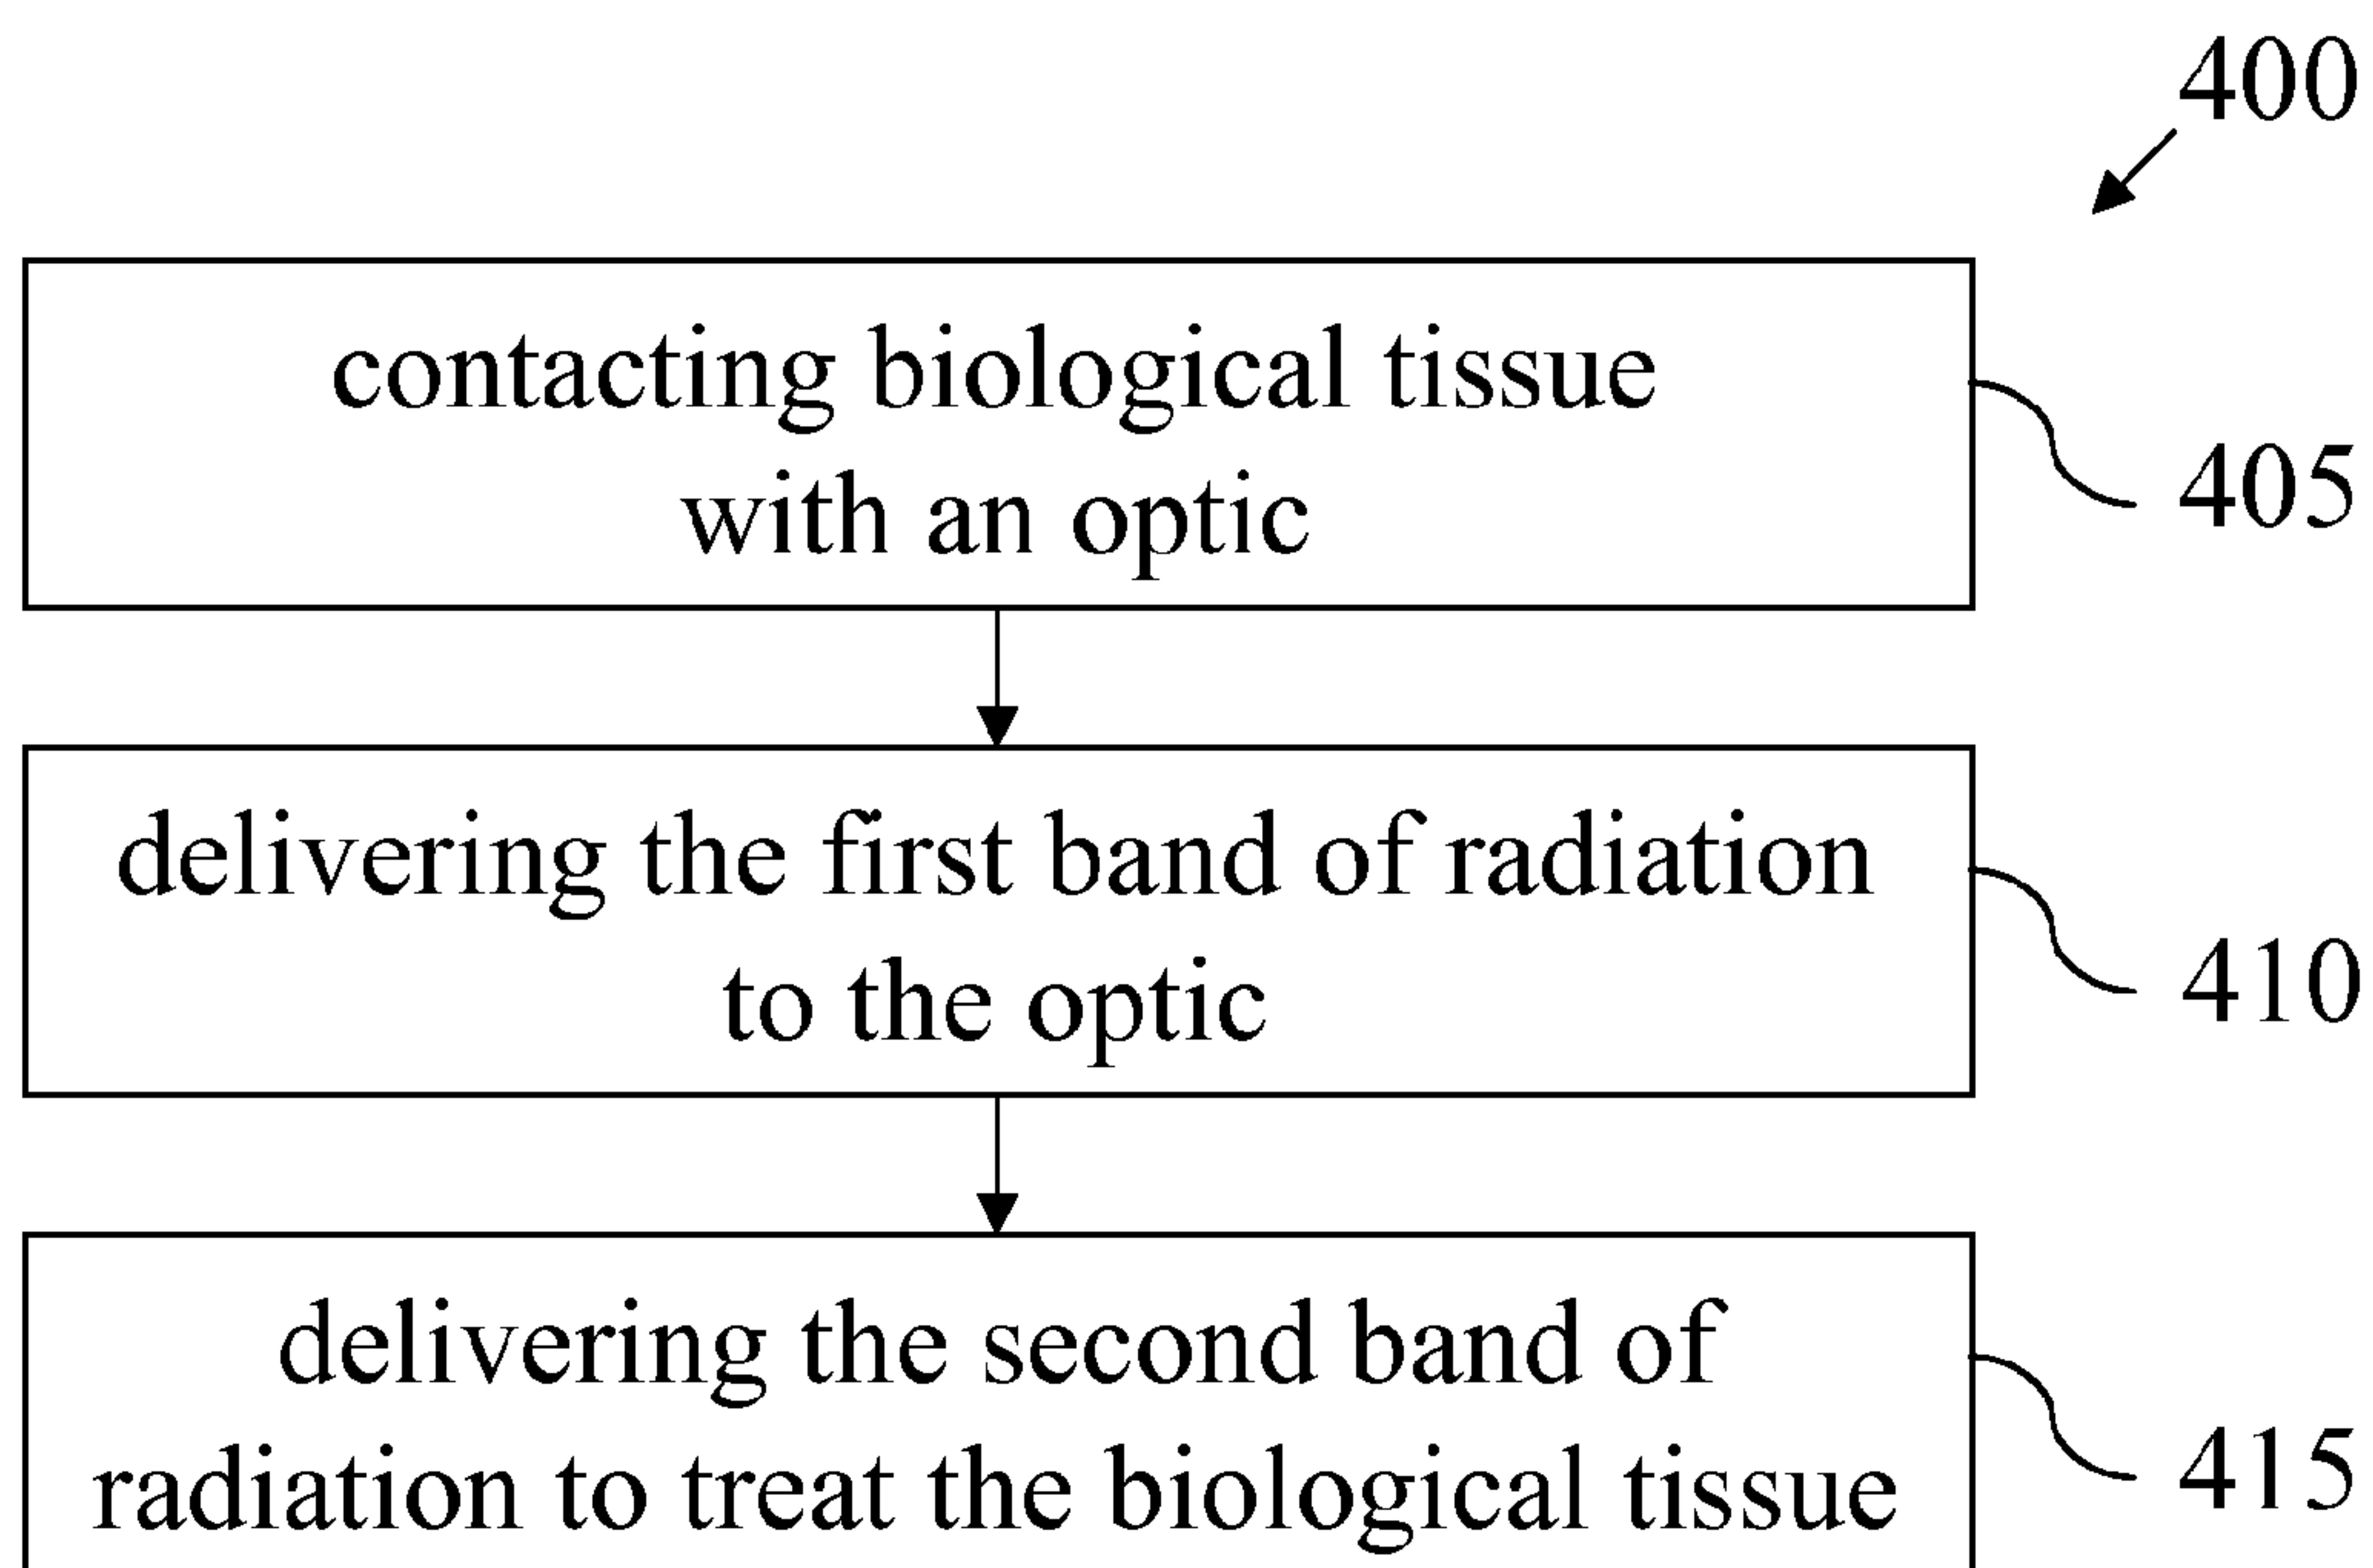 400
contacting biological tissue
with an optic
405
delivering the first band of radiation
to the optic
410
delivering the second band of
radiation to treat the biological tissue
415